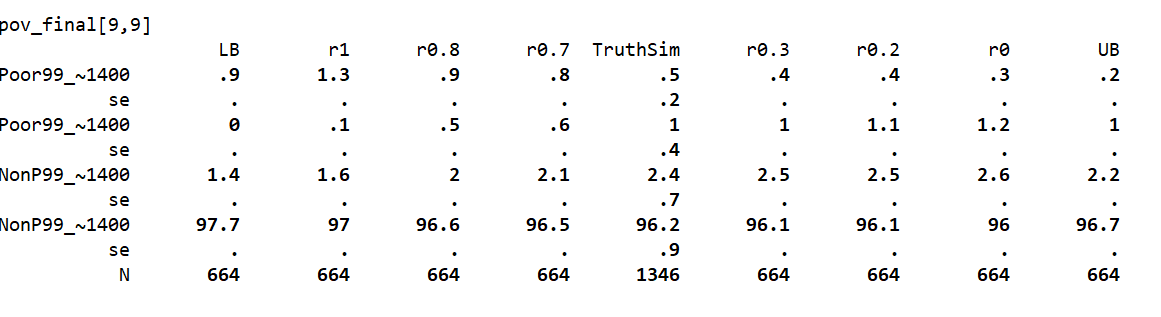 pov_final[9,9]
LB r1 r0.8 r0.7 TruthSim r0.3 r0.2 r0 UB
Poor99_~1400 .9 1.3 .9 .8 .5 .4 .4 .3 .2
se . . . . .2 . . . .
Poor99_~1400 0 .1 .5 .6 1 1 1.1 1.2 1
se . . . . .4 . . . .
NonP99_~1400 1.4 1.6 2 2.1 2.4 2.5 2.5 2.6 2.2
se . . . . .7 . . . .
NonP99_~1400 97.7 97 96.6 96.5 96.2 96.1 96.1 96 96.7
se . . . . .9 . . . .
N 664 664 664 664 1346 664 664 664 664